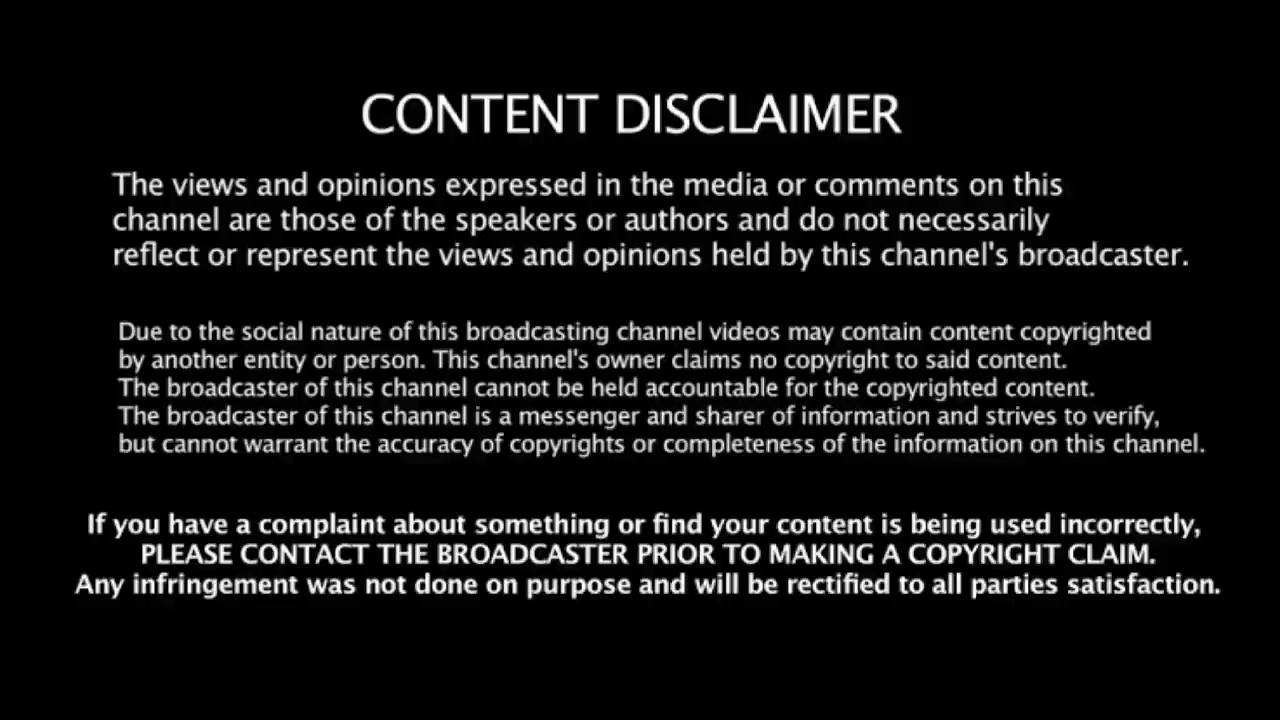 CONTENT DISCLAIMER
The views and opinions expressed in the media or comments on this
channel are those of the speakers or authors and do not necessarily
reflect or represent the views and opinions held by this channel's broadcaster.
Due to the social nature of this broadcasting channel videos may contain content copyrighted
by another entity or person. This channel's owner claims no copyright to said content.
The broadcaster of this channel cannot be held accountable for the copyrighted content.
The broadcaster of this channel is a messenger and sharer of information and strives to verify,
but cannot warrant the accuracy of copyrights or completeness of the information on this channel.
If you have a complaint about something or find your content is being used incorrectly,
PLEASE CONTACT THE BROADCASTER PRIOR TO MAKING A COPYRIGHT CLAIM.
Any infringement was not done on purpose and will be rectified to all parties satisfaction.